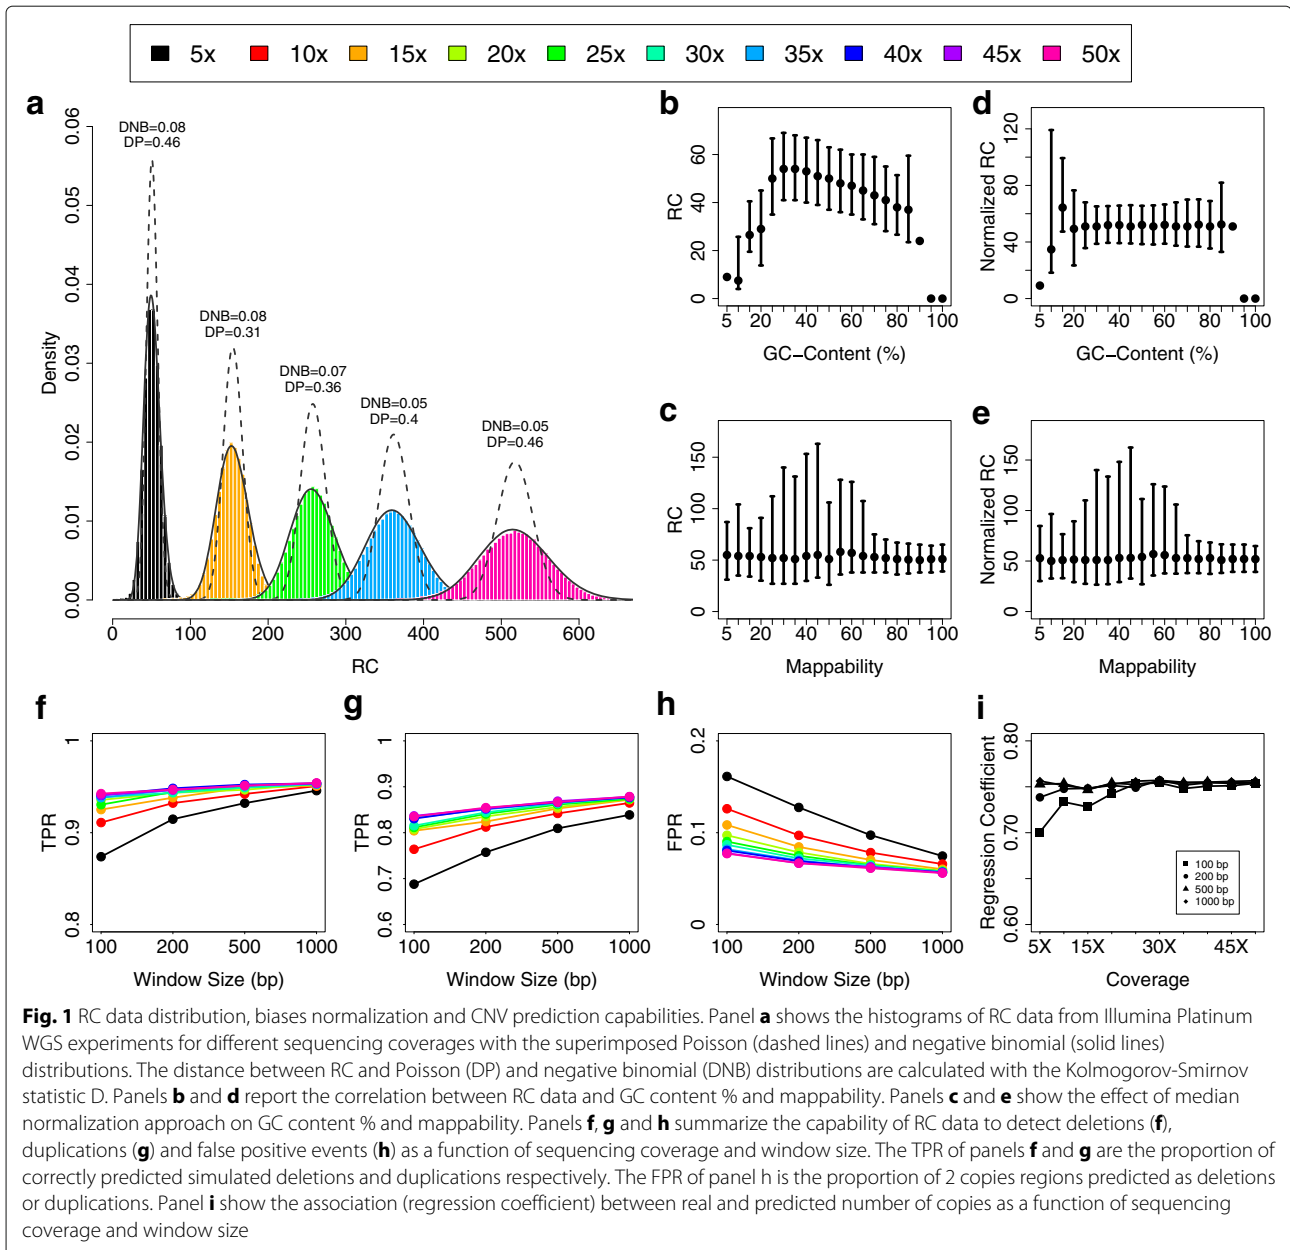 5x 10x 15x 20x 25x 30x 35x 40x 45x 50x
a
DNB=0.08
DP=0.46
DNB=0.08
DP=0.31
DNB=0.07
DP=0.36
DNB=0.05
DP=0.4
DNB=0.05
DP=0.46
Density
0.00 0.01 0.02 0.03 0.04 0.05 0.06
0 100 200 300 400 500 600
RC
b
RC
0 20 40 60
5 20 40 60 80 100
GC−Content (%)
d
Normalized RC
0 40 80 120
5 20 40 60 80 100
GC−Content (%)
c
RC
0 50 100 150
5 20 40 60 80 100
Mappability
e
Normalized RC
0 50 100 150
5 20 40 60 80 100
Mappability
f
TPR
0.8 0.9 1
100 200 500 1000
Window Size (bp)
g
TPR
0.6 0.7 0.8 0.9 1
100 200 500 1000
Window Size (bp)
h
FPR
0 0.1 0.2
100 200 500 1000
Window Size (bp)
i
Regression Coefficient
0.60 0.70 0.80
100 bp
200 bp
500 bp
1000 bp
5X 15X 30X 45X
Coverage
Fig. 1 RC data distribution, biases normalization and CNV prediction capabilities. Panel a shows the histograms of RC data from Illumina Platinum
WGS experiments for different sequencing coverages with the superimposed Poisson (dashed lines) and negative binomial (solid lines)
distributions. The distance between RC and Poisson (DP) and negative binomial (DNB) distributions are calculated with the Kolmogorov-Smirnov
statistic D. Panels b and d report the correlation between RC data and GC content % and mappability. Panels c and e show the effect of median
normalization approach on GC content % and mappability. Panels f, g and h summarize the capability of RC data to detect deletions (f),
duplications (g) and false positive events (h) as a function of sequencing coverage and window size. The TPR of panels f and g are the proportion of
correctly predicted simulated deletions and duplications respectively. The FPR of panel h is the proportion of 2 copies regions predicted as deletions
or duplications. Panel i show the association (regression coefficient) between real and predicted number of copies as a function of sequencing
coverage and window size